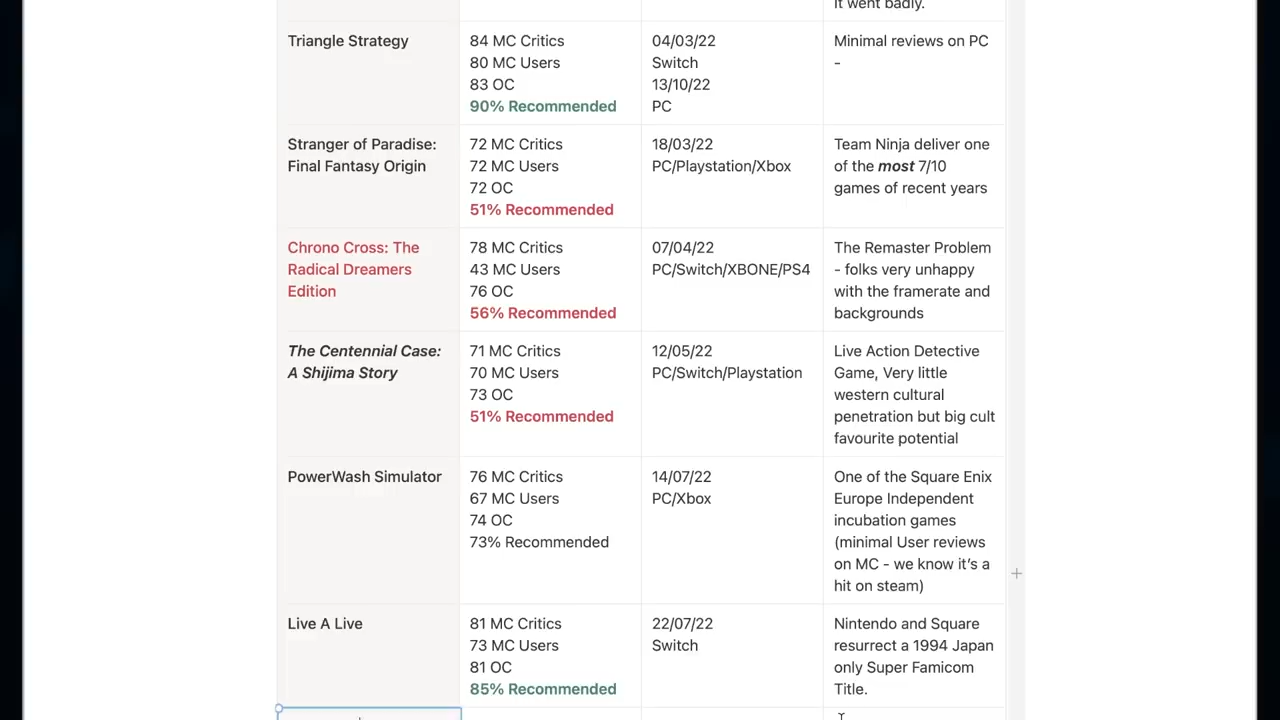 it went badly.
Triangle Strategy
84 MC Critics
80 MC Users
83 OC
90% Recommended
04/03/22
Switch
13/10/22
PC
Minimal reviews on PC
-
Stranger of Paradise:
Final Fantasy Origin
72 MC Critics
72 MC Users
72 OC
51% Recommended
18/03/22
PC/Playstation/Xbox
Team Ninja deliver one
of the most 7/10
games of recent years
Chrono Cross: The
Radical Dreamers
Edition
78 MC Critics
43 MC Users
76 OC
56% Recommended
07/04/22
PC/Switch/XBONE/PS4
The Remaster Problem
- folks very unhappy
with the framerate and
backgrounds
The Centennial Case:
A Shijima Story
71 MC Critics
70 MC Users
73 OC
51% Recommended
12/05/22
PC/Switch/Playstation
Live Action Detective
Game, Very little
western cultural
penetration but big cult
favourite potential
PowerWash Simulator
76 MC Critics
67 MC Users
74 OC
73% Recommended
14/07/22
PC/Xbox
One of the Square Enix
Europe Independent
incubation games
(minimal User reviews
on MC - we know it's a
hit on steam)
Live A Live
81 MC Critics
73 MC Users
81 OC
85% Recommended
22/07/22
Switch
Nintendo and Square
resurrect a 1994 Japan
only Super Famicom
Title.